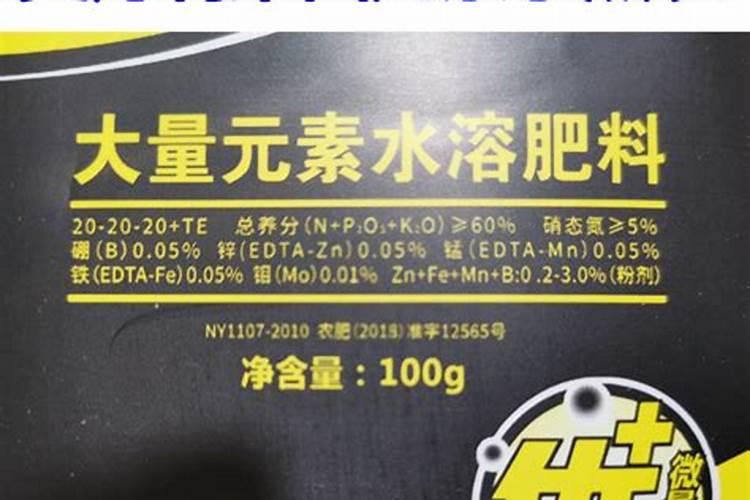 大量元素水溶肥料
20-20-20+TE 总养分(N+P₂O₅+K₂O)≥60% 硝态氮≥5%
硼(B)0.05% 锌(EDTA-Zn)0.05% 锰(EDTA-Mn)0.05%
铁(EDTA-Fe)0.05% 钼(Mo)0.01% Zn+Fe+Mn+B:0.2-3.0%(粉剂)
NY1107-2010 农肥(2018)准字12565号
净含量：100g
+
微